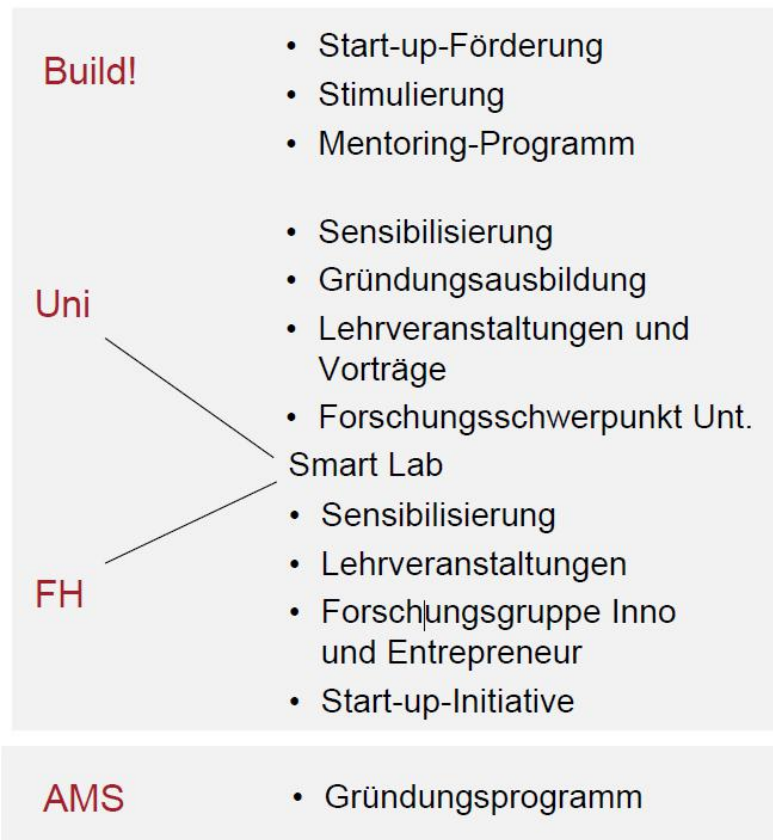 Build!
• Start-up-Förderung
• Stimulierung
• Mentoring-Programm
Uni
• Sensibilisierung
• Gründungsausbildung
• Lehrveranstaltungen und
Vorträge
• Forschungsschwerpunkt Unt.
Smart Lab
FH
• Sensibilisierung
• Lehrveranstaltungen
• Forschungsgruppe Inno
und Entrepreneur
• Start-up-Initiative
AMS
• Gründungsprogramm